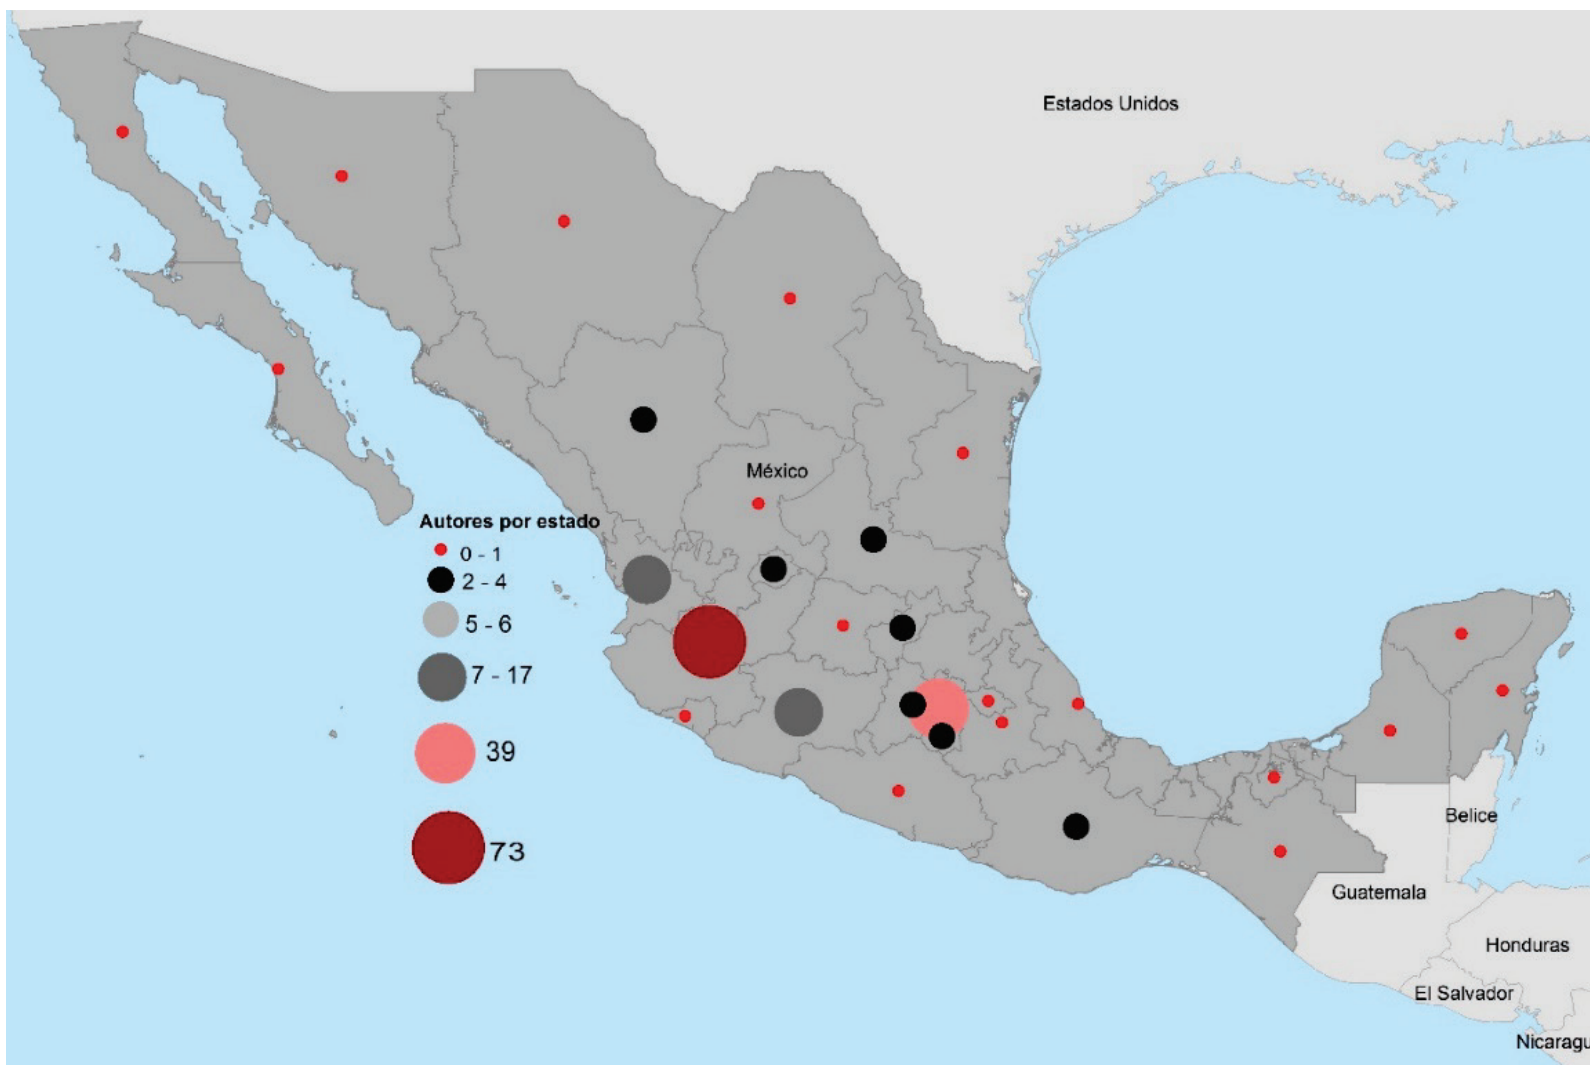 Estados Unidos
México
Autores por estado
0 - 1
2 - 4
5 - 6
7 - 17
39
73
Belice
Guatemala
Honduras
El Salvador
Nicaragu